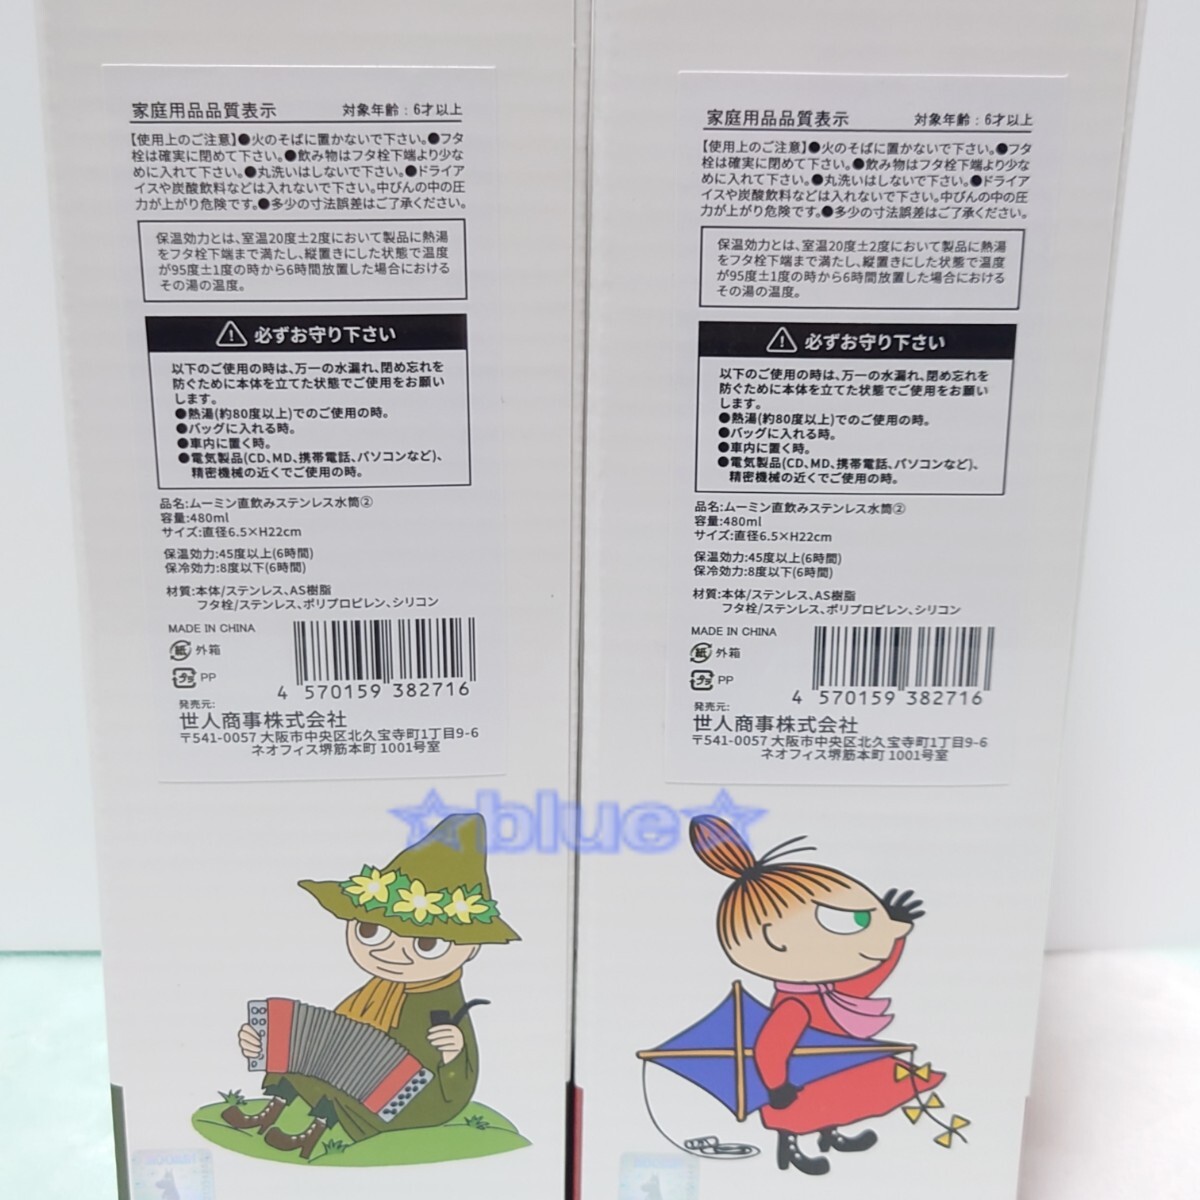 家庭用品品質表示 対象年齢：6才以上
【使用上のご注意】●火のそばに置かないで下さい。●フタ
栓は確実に閉めて下さい。●飲み物はフタ栓下端より少な
めに入れて下さい。●丸洗いはしないで下さい。●ドライア
イスや炭酸飲料などは入れないで下さい。中びんの中の圧
力が上がり危険です。●多少の寸法誤差はご了承ください。
保温効力とは、室温20度±2度において製品に熱湯
をフタ栓下端まで満たし、縦置きにした状態で温度
が95度±1度の時から6時間放置した場合における
その湯の温度。
必ずお守り下さい
以下のご使用の時は、万一の水漏れ、閉め忘れを
防ぐために本体を立てた状態でご使用をお願い
します。
●熱湯(約80度以上)でのご使用の時。
●バッグに入れる時。
●車内に置く時。
●電気製品(CD、MD、携帯電話、パソコンなど)、
精密機械の近くでご使用の時。
品名:ムーミン直飲みステンレス水筒②
容量:480ml
サイズ:直径6.5×H22cm
保温効力:45度以上(6時間)
保冷効力:8度以下(6時間)
材質:本体/ステンレス、AS樹脂
フタ栓/ステンレス、ポリプロピレン、シリコン
MADE IN CHINA
紙 外箱
プラ PP
4 570159 382716
発売元:
世人商事株式会社
〒541-0057 大阪市中央区北久宝寺町1丁目9-6
ネオフィス堺筋本町 1001号室
家庭用品品質表示 対象年齢：6才以上
【使用上のご注意】●火のそばに置かないで下さい。●フタ
栓は確実に閉めて下さい。●飲み物はフタ栓下端より少な
めに入れて下さい。●丸洗いはしないで下さい。●ドライア
イスや炭酸飲料などは入れないで下さい。中びんの中の圧
力が上がり危険です。●多少の寸法誤差はご了承ください。
保温効力とは、室温20度±2度において製品に熱湯
をフタ栓下端まで満たし、縦置きにした状態で温度
が95度±1度の時から6時間放置した場合における
その湯の温度。
必ずお守り下さい
以下のご使用の時は、万一の水漏れ、閉め忘れを
防ぐために本体を立てた状態でご使用をお願い
します。
●熱湯(約80度以上)でのご使用の時。
●バッグに入れる時。
●車内に置く時。
●電気製品(CD、MD、携帯電話、パソコンなど)、
精密機械の近くでご使用の時。
品名:ムーミン直飲みステンレス水筒②
容量:480ml
サイズ:直径6.5×H22cm
保温効力:45度以上(6時間)
保冷効力:8度以下(6時間)
材質:本体/ステンレス、AS樹脂
フタ栓/ステンレス、ポリプロピレン、シリコン
MADE IN CHINA
紙 外箱
プラ PP
4 570159 382716
発売元:
世人商事株式会社
〒541-0057 大阪市中央区北久宝寺町1丁目9-6
ネオフィス堺筋本町 1001号室
☆blue☆